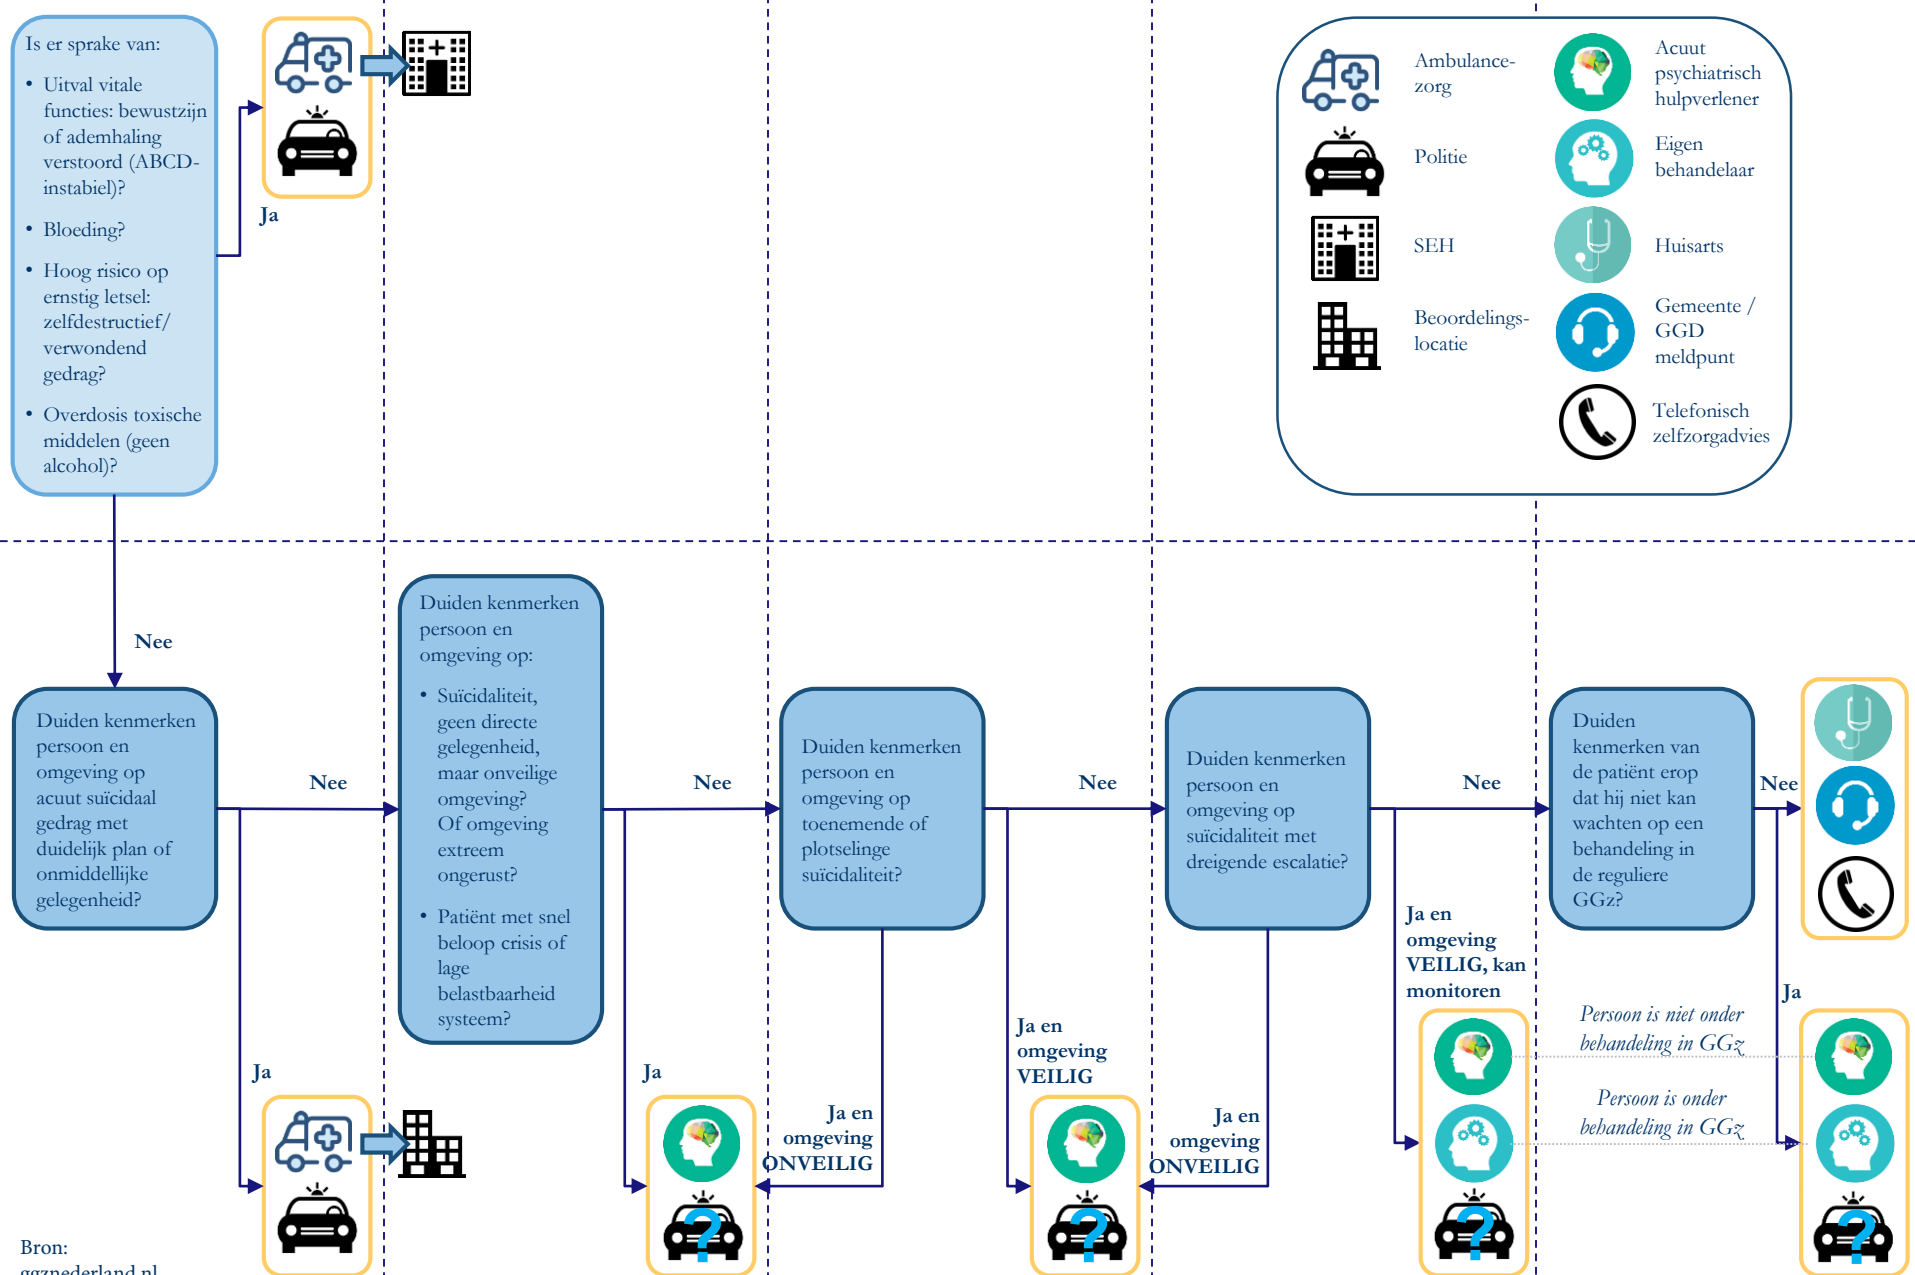 Is er sprake van:
• Uitval vitale
functies: bewustzijn
of ademhaling
verstoord (ABCD-
instabiel)?
• Bloeding?
• Hoog risico op
ernstig letsel:
zelfdestructief/
verwondend
gedrag?
• Overdosis toxische
middelen (geen
alcohol)?
Ja
Ambulance-
zorg
Politie
SEH
Beoordelings-
locatie
Acuut
psychiatrisch
hulpverlener
Eigen
behandelaar
Huisarts
Gemeente /
GGD
meldpunt
Telefonisch
zelfzorgadvies
Nee
Duiden kenmerken
persoon en
omgeving op
acuut suïcidaal
gedrag met
duidelijk plan of
onmiddellijke
gelegenheid?
Nee
Ja
Duiden kenmerken
persoon en
omgeving op:
• Suïcidaliteit,
geen directe
gelegenheid,
maar onveilige
omgeving?
Of omgeving
extreem
ongerust?
• Patiënt met snel
beloop crisis of
lage
belastbaarheid
systeem?
Nee
Ja
Duiden kenmerken
persoon en
omgeving op
toenemende of
plotselinge
suïcidaliteit?
Nee
Ja en
omgeving
ONVEILIG
Ja en
omgeving
VEILIG
Duiden kenmerken
persoon en
omgeving op
suïcidaliteit met
dreigende escalatie?
Nee
Ja en
omgeving
ONVEILIG
Ja en
omgeving
VEILIG, kan
monitoren
Duiden
kenmerken van
de patiënt erop
dat hij niet kan
wachten op een
behandeling in
de reguliere
GGz?
Nee
Ja
Persoon is niet onder
behandeling in GGz
Persoon is onder
behandeling in GGz
?
?
?
?
Bron:
ggznederland.nl